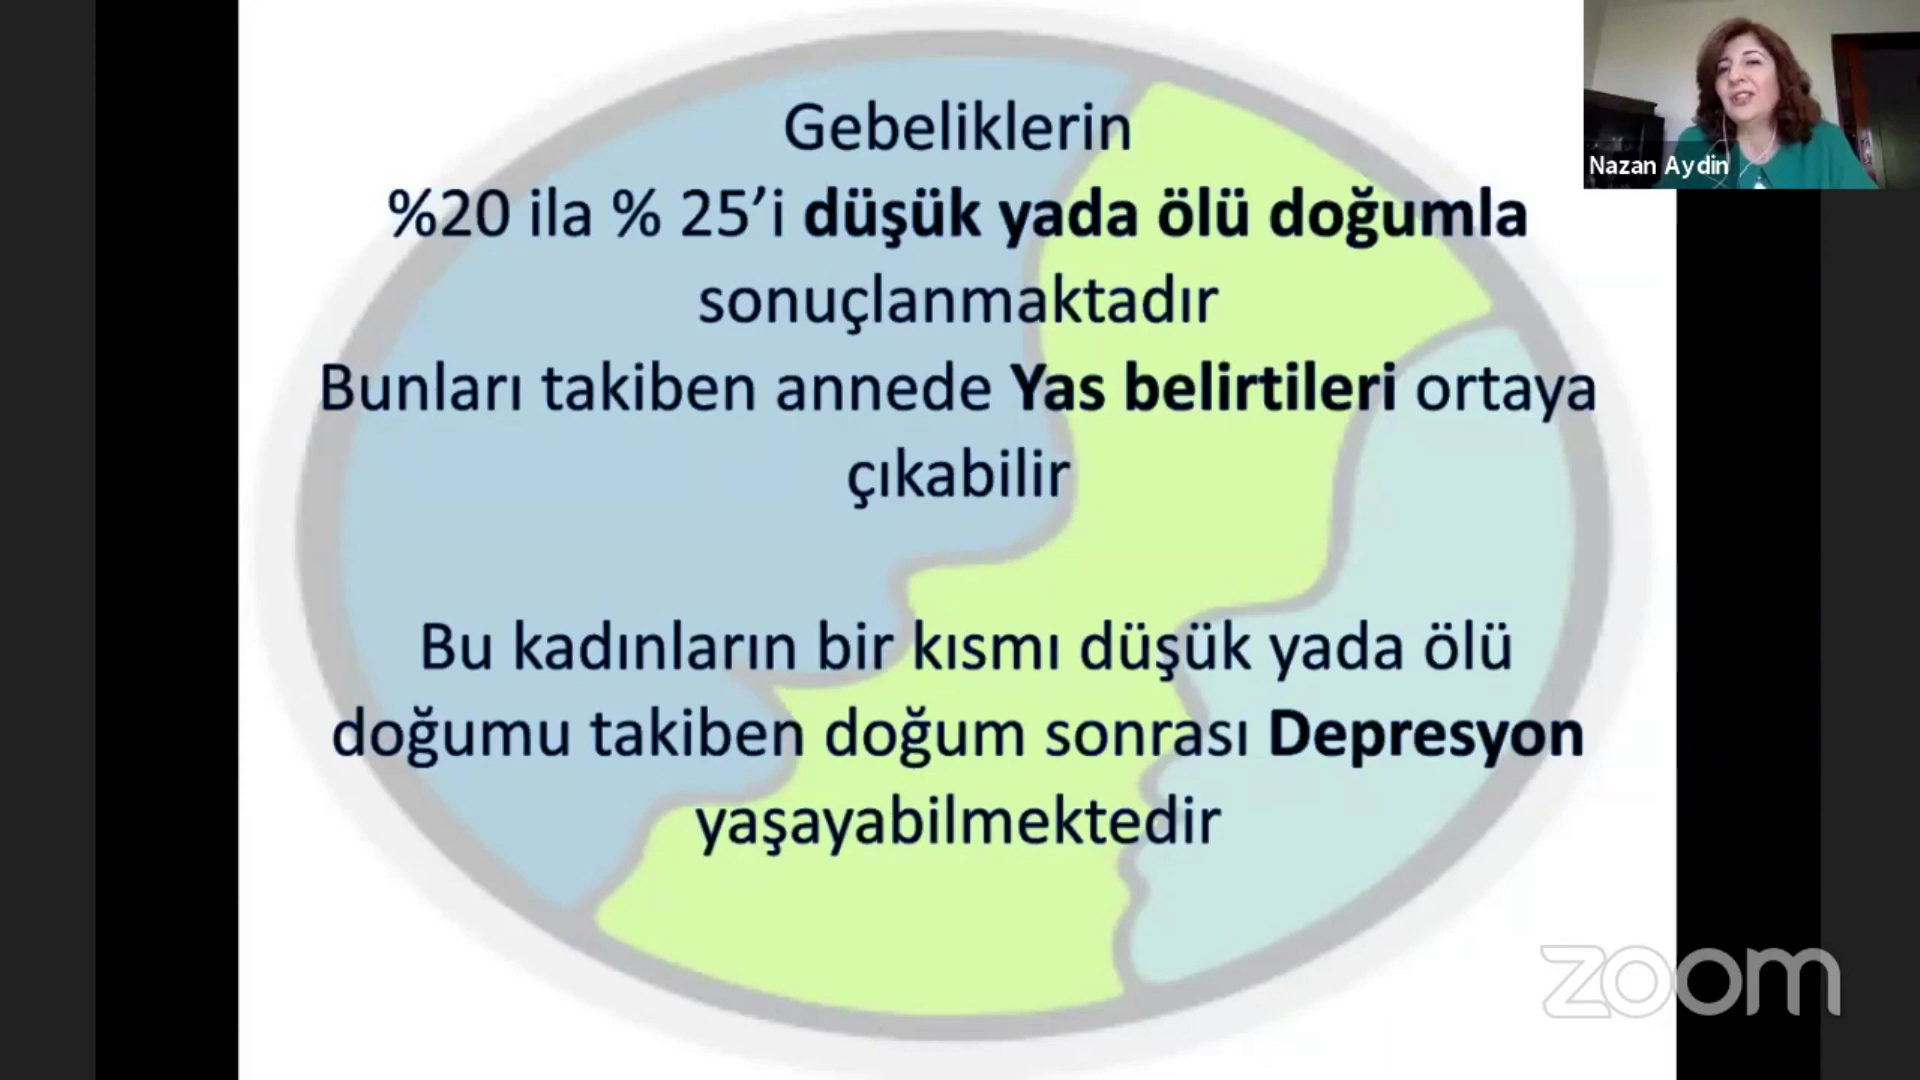 Gebeliklerin
%20 ila % 25’i düşük yada ölü doğumla
sonuçlanmaktadır
Bunları takiben annede Yas belirtileri ortaya
çıkabilir
Bu kadınların bir kısmı düşük yada ölü
doğumu takiben doğum sonrası Depresyon
yaşayabilmektedir
Nazan Aydin
zoom